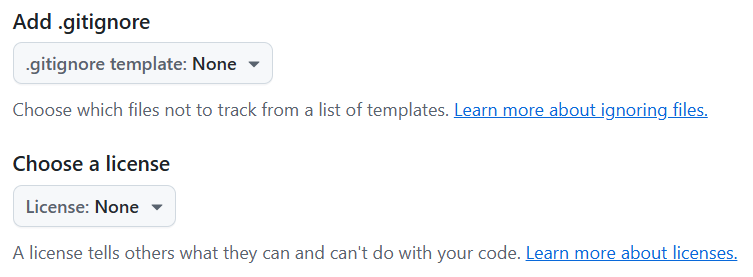 Add .gitignore
.gitignore template: None
Choose which files not to track from a list of templates. Learn more about ignoring files.
Choose a license
License: None
A license tells others what they can and can't do with your code. Learn more about licenses.